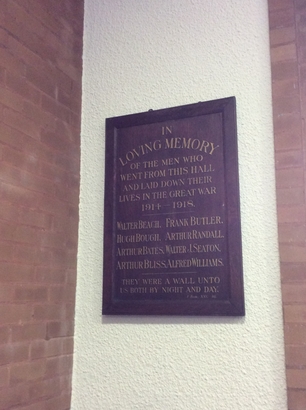 IN
LOVING MEMORY
OF THE MEN WHO
WENT FROM THIS HALL
AND LAID DOWN THEIR
LIVES IN THE GREAT WAR
1914 – 1918.
WALTER BEACH. FRANK BUTLER.
HUGH BOUGH. ARTHUR RANDALL.
ARTHUR BATES. WALTER J. SEATON.
ARTHUR BLISS. ALFRED WILLIAMS.
THEY WERE A WALL UNTO
US BOTH BY NIGHT AND DAY.